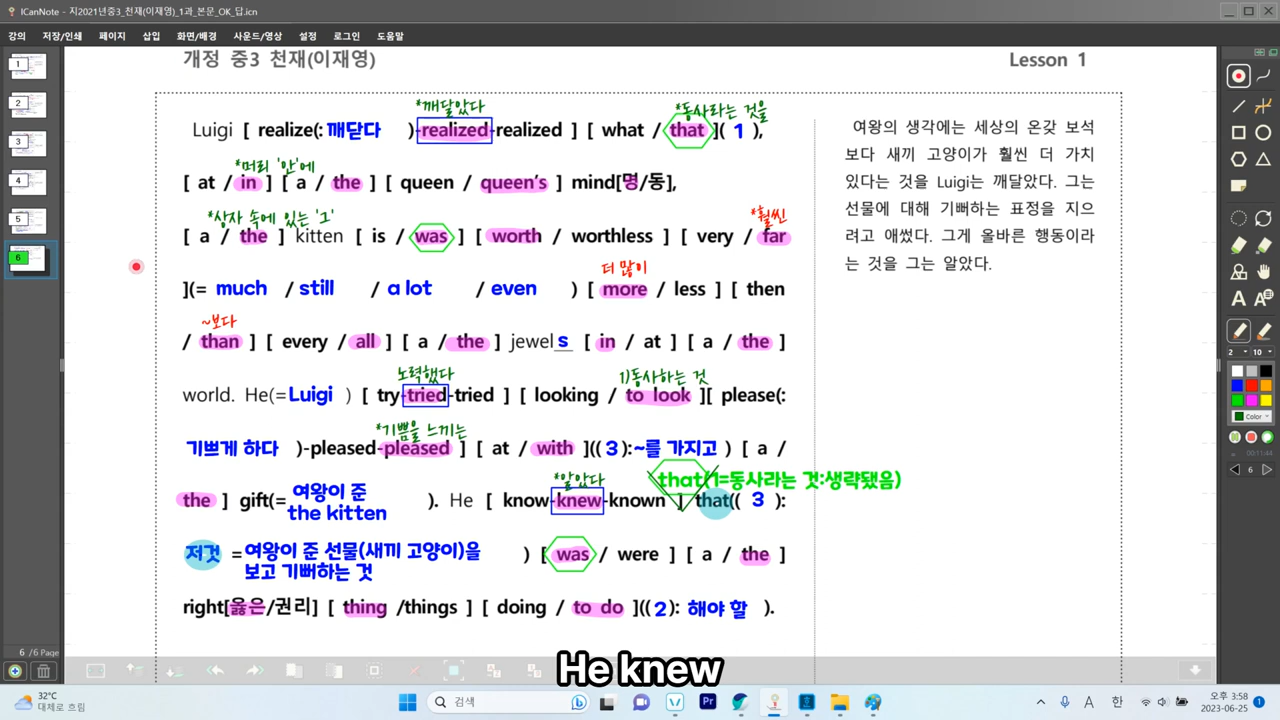 ICanNote - 지2021년중3_천재(이재영)_1과_본문_OK_답].icn
강의 저장/인쇄 페이지 삽입 화면/배경 사운드/영상 설정 로그인 도움말
개정 중3 천재(이재영) Lesson 1
*깨달았다 *동사라는 것을
Luigi [ realize(: 깨닫다 )-realized-realized ] [ what / that ]( 1 ),
*머리 '안'에
[ at / in ] [ a / the ] [ queen / queen's ] mind[명/동],
*상자 속에 있는 '그' *훨씬
[ a / the ] kitten [ is / was ] [ worth / worthless ] [ very / far
더 많이
](= much / still / a lot / even ) [ more / less ] [ then
~보다
/ than ] [ every / all ] [ a / the ] jewel s [ in / at ] [ a / the ]
노력했다 1)동사하는 것
world. He(= Luigi ) [ try-tried-tried ] [ looking / to look ][ please(:
*기쁨을 느끼는
기쁘게 하다 )-pleased-pleased ] [ at / with ]((3):~를 가지고 ) [ a /
*알았다 that(1=동사라는 것:생략됐음)
the ] gift(= 여왕이 준 the kitten ). He [ know-knew-known ] that(( 3 ):
저것 =여왕이 준 선물(새끼 고양이)을 보고 기뻐하는 것 ) [ was / were ] [ a / the ]
right[옳은/권리] [ thing /things ] [ doing / to do ]((2): 해야 할 ).
여왕의 생각에는 세상의 온갖 보석
보다 새끼 고양이가 훨씬 더 가치
있다는 것을 Luigi는 깨달았다. 그는
선물에 대해 기뻐하는 표정을 지으
려고 애썼다. 그게 올바른 행동이라
는 것을 그는 알았다.
1
2
3
4
5
6
2 10
Color
00:11:44
6
6 /6 Page
He knew
32°C
대체로 흐림
검색
A 한
오후 3:58
2023-06-25